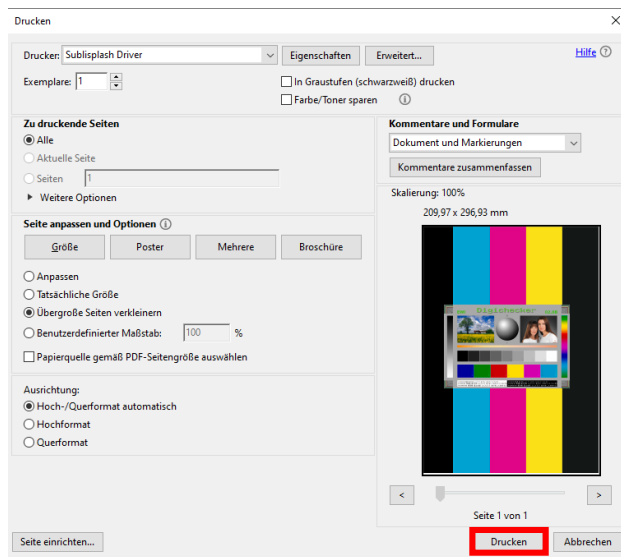 Drucken
Drucker: Sublisplash Driver Eigenschaften Erweitert... Hilfe
Exemplare: 1 In Graustufen (schwarzweiß) drucken
Farbe/Toner sparen
Zu druckende Seiten
Alle
Aktuelle Seite
Seiten 1
Weitere Optionen
Seite anpassen und Optionen
Größe Poster Mehrere Broschüre
Anpassen
Tatsächliche Größe
Übergroße Seiten verkleinern
Benutzerdefinierter Maßstab: 100 %
Papierquelle gemäß PDF-Seitengröße auswählen
Ausrichtung:
Hoch-/Querformat automatisch
Hochformat
Querformat
Kommentare und Formulare
Dokument und Markierungen
Kommentare zusammenfassen
Skalierung: 100%
209,97 x 296,93 mm
Digichecker
< >
Seite 1 von 1
Seite einrichten... Drucken Abbrechen